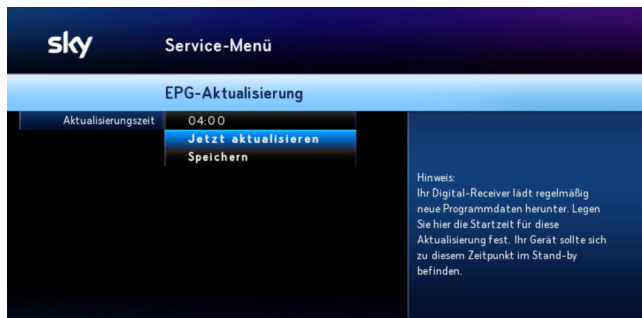 sky Service-Menü
EPG-Aktualisierung
Aktualisierungszeit 04:00
Jetzt aktualisieren
Speichern
Hinweis:
Ihr Digital-Receiver lädt regelmäßig
neue Programmdaten herunter. Legen
Sie hier die Startzeit für diese
Aktualisierung fest. Ihr Gerät sollte sich
zu diesem Zeitpunkt im Stand-by
befinden.